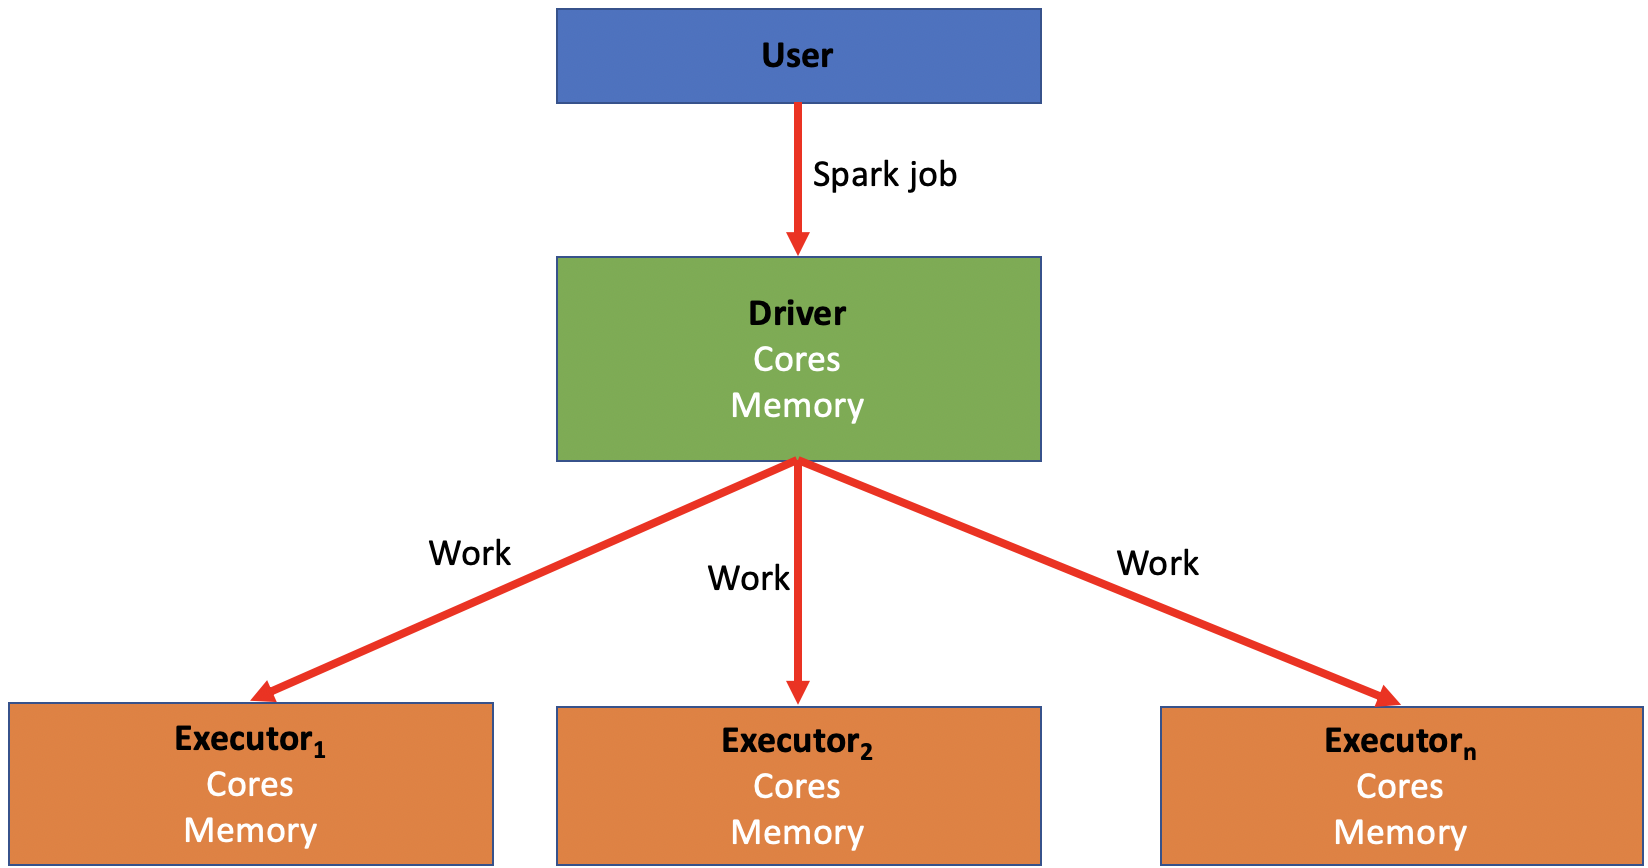 User
Spark job
Driver
Cores
Memory
Work
Work
Work
Executor₁
Cores
Memory
Executor₂
Cores
Memory
Executorₙ
Cores
Memory